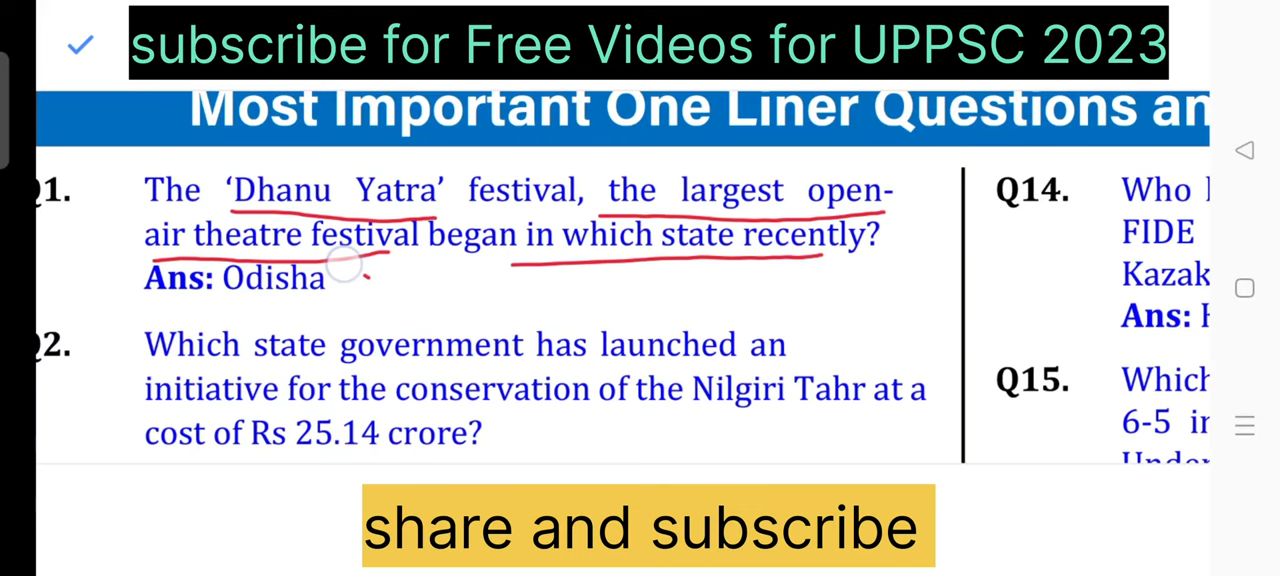 subscribe for Free Videos for UPPSC 2023
Most Important One Liner Questions an
Q1. The ‘Dhanu Yatra’ festival, the largest open-
air theatre festival began in which state recently?
Ans: Odisha
Q2. Which state government has launched an
initiative for the conservation of the Nilgiri Tahr at a
cost of Rs 25.14 crore?
Q14. Who
FIDE
Kazak
Ans:
Q15. Which
6-5 in
share and subscribe